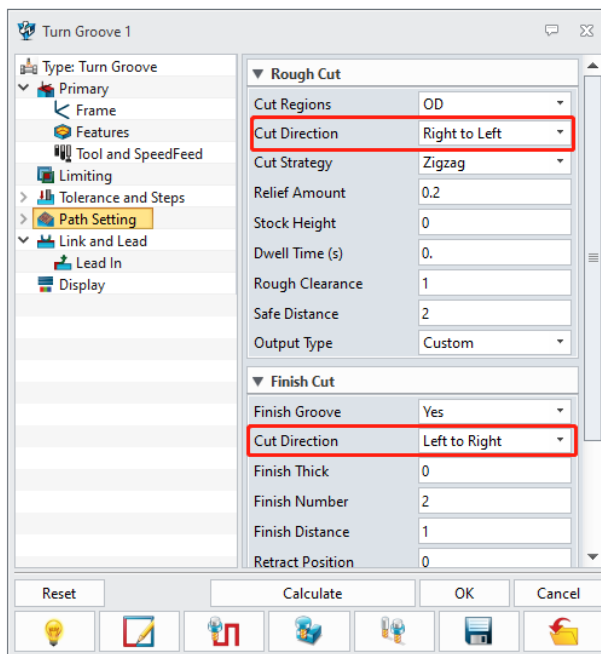 Turn Groove 1
Type: Turn Groove
Primary
Frame
Features
Tool and SpeedFeed
Limiting
Tolerance and Steps
Path Setting
Link and Lead
Lead In
Display
Rough Cut
Cut Regions OD
Cut Direction Right to Left
Cut Strategy Zigzag
Relief Amount 0.2
Stock Height 0
Dwell Time (s) 0.
Rough Clearance 1
Safe Distance 2
Output Type Custom
Finish Cut
Finish Groove Yes
Cut Direction Left to Right
Finish Thick 0
Finish Number 2
Finish Distance 1
Retract Position 0
Reset Calculate OK Cancel